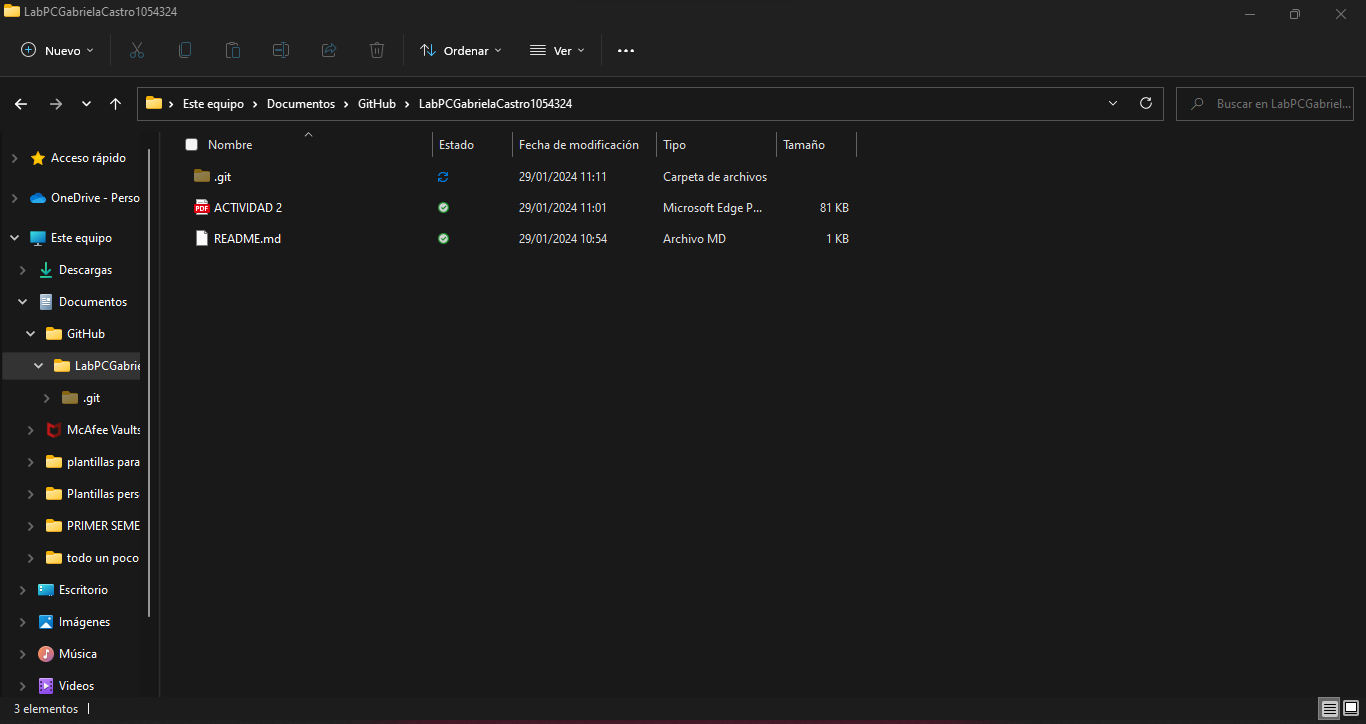 LabPCGabrielaCastro1054324
Nuevo Ordenar Ver
Este equipo Documentos GitHub LabPCGabrielaCastro1054324 Buscar en LabPCGabriel...
Nombre Estado Fecha de modificación Tipo Tamaño
.git 29/01/2024 11:11 Carpeta de archivos
PDF ACTIVIDAD 2 29/01/2024 11:01 Microsoft Edge P... 81 KB
README.md 29/01/2024 10:54 Archivo MD 1 KB
Acceso rápido
OneDrive - Perso
Este equipo
Descargas
Documentos
GitHub
LabPCGabrie
.git
McAfee Vaults
plantillas para
Plantillas pers
PRIMER SEME
todo un poco
Escritorio
Imágenes
Música
Videos
3 elementos